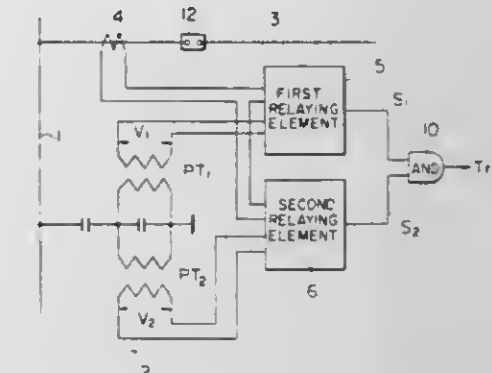 4
12
3
5
FIRST
RELAYING
ELEMENT
S1
V1
PT1
10
AND
Tr
SECOND
RELAYING
ELEMENT
S2
PT2
V2
6